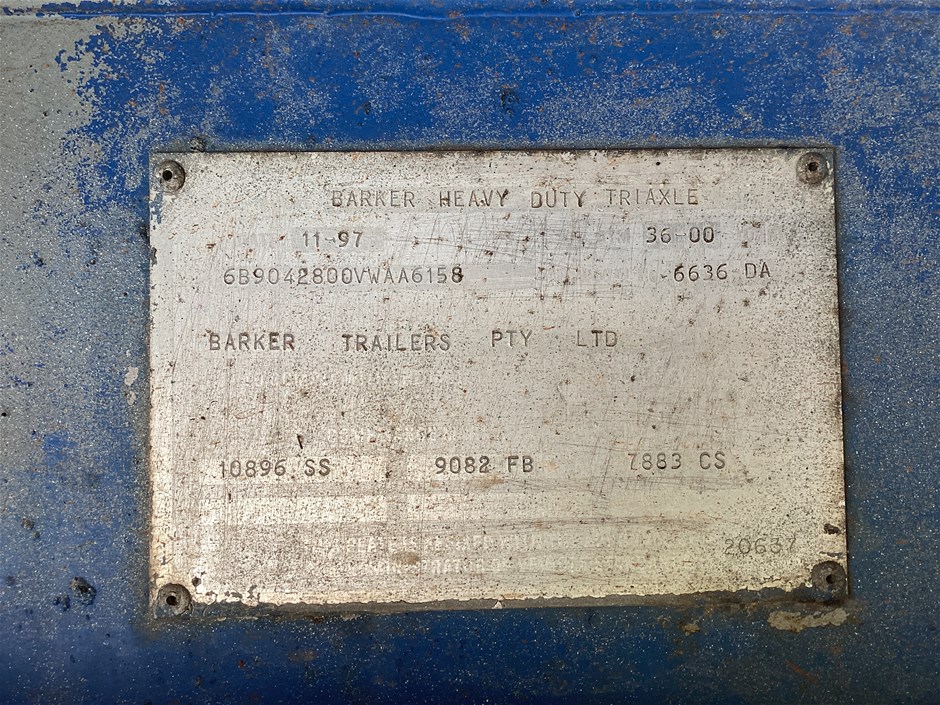 BARKER HEAVY DUTY TRIAXLE
11-97 36-00
6B9042800VWAA6158 6636 DA
BARKER TRAILERS PTY LTD
10896 SS 9082 FB 7883 CS
20637